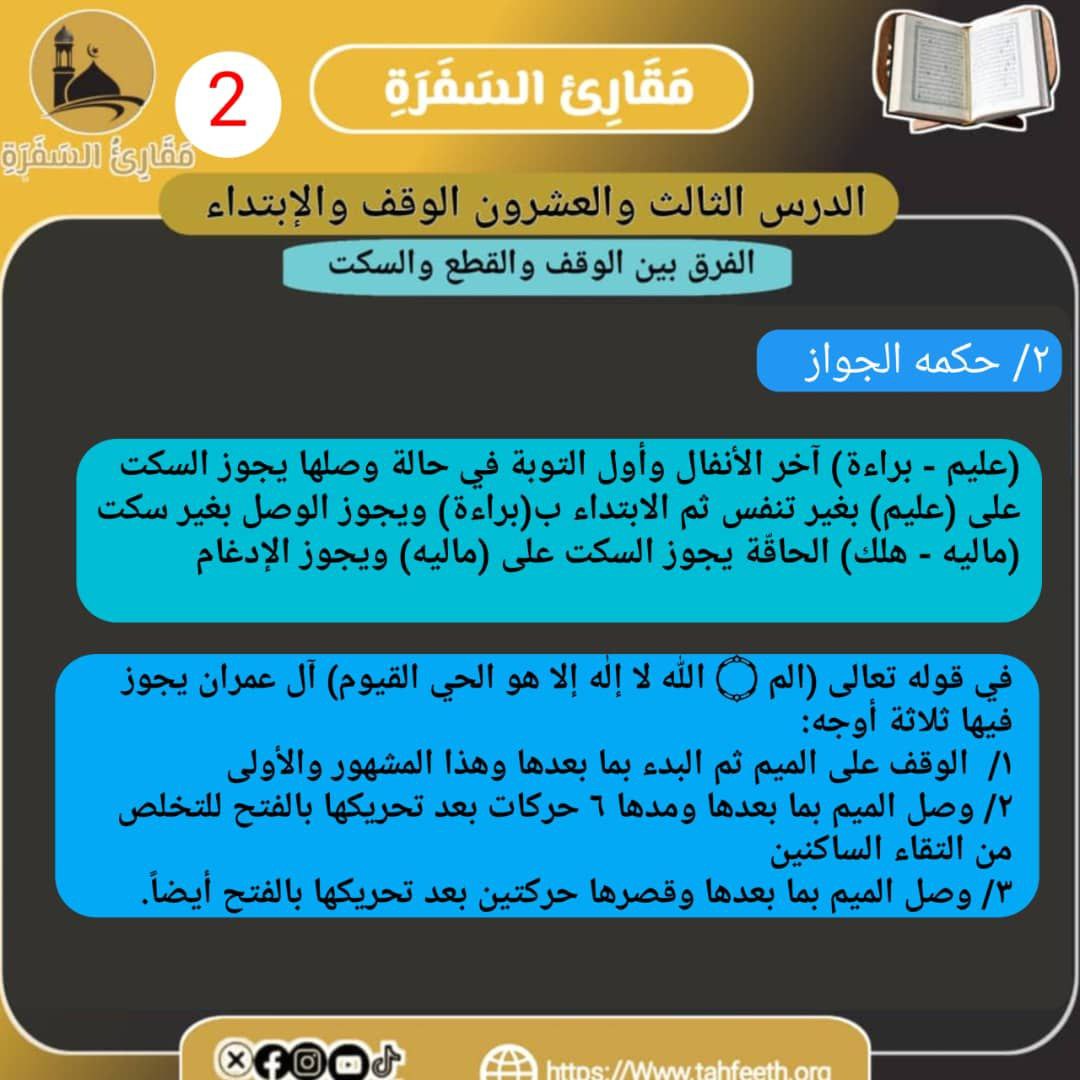 مَقَارِئ السَفَرَةِ
2
مَقَارِئُ السَفَرَةِ
الدرس الثالث والعشرون الوقف والإبتداء
الفرق بين الوقف والقطع والسكت
٢/ حكمه الجواز
(عليم - براءة) آخر الأنفال وأول التوبة في حالة وصلها يجوز السكت
على (عليم) بغير تنفس ثم الابتداء ب(براءة) ويجوز الوصل بغير سكت
(ماليه - هلك) الحاقّة يجوز السكت على (ماليه) ويجوز الإدغام
في قوله تعالى (الم ۝ الله لا إله إلا هو الحي القيوم) آل عمران يجوز
فيها ثلاثة أوجه:
١/ الوقف على الميم ثم البدء بما بعدها وهذا المشهور والأولى
٢/ وصل الميم بما بعدها ومدها ٦ حركات بعد تحريكها بالفتح للتخلص
من التقاء الساكنين
٣/ وصل الميم بما بعدها وقصرها حركتين بعد تحريكها بالفتح أيضاً.
https://Www.tahfeeth.org